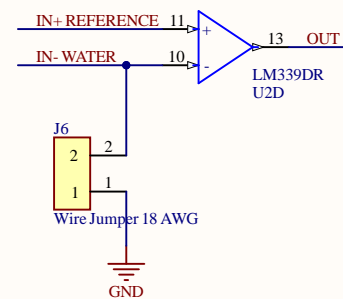 IN+ REFERENCE 11
+
IN- WATER 10
-
13 OUT
LM339DR
U2D
J6
2 2
1 1
Wire Jumper 18 AWG
GND